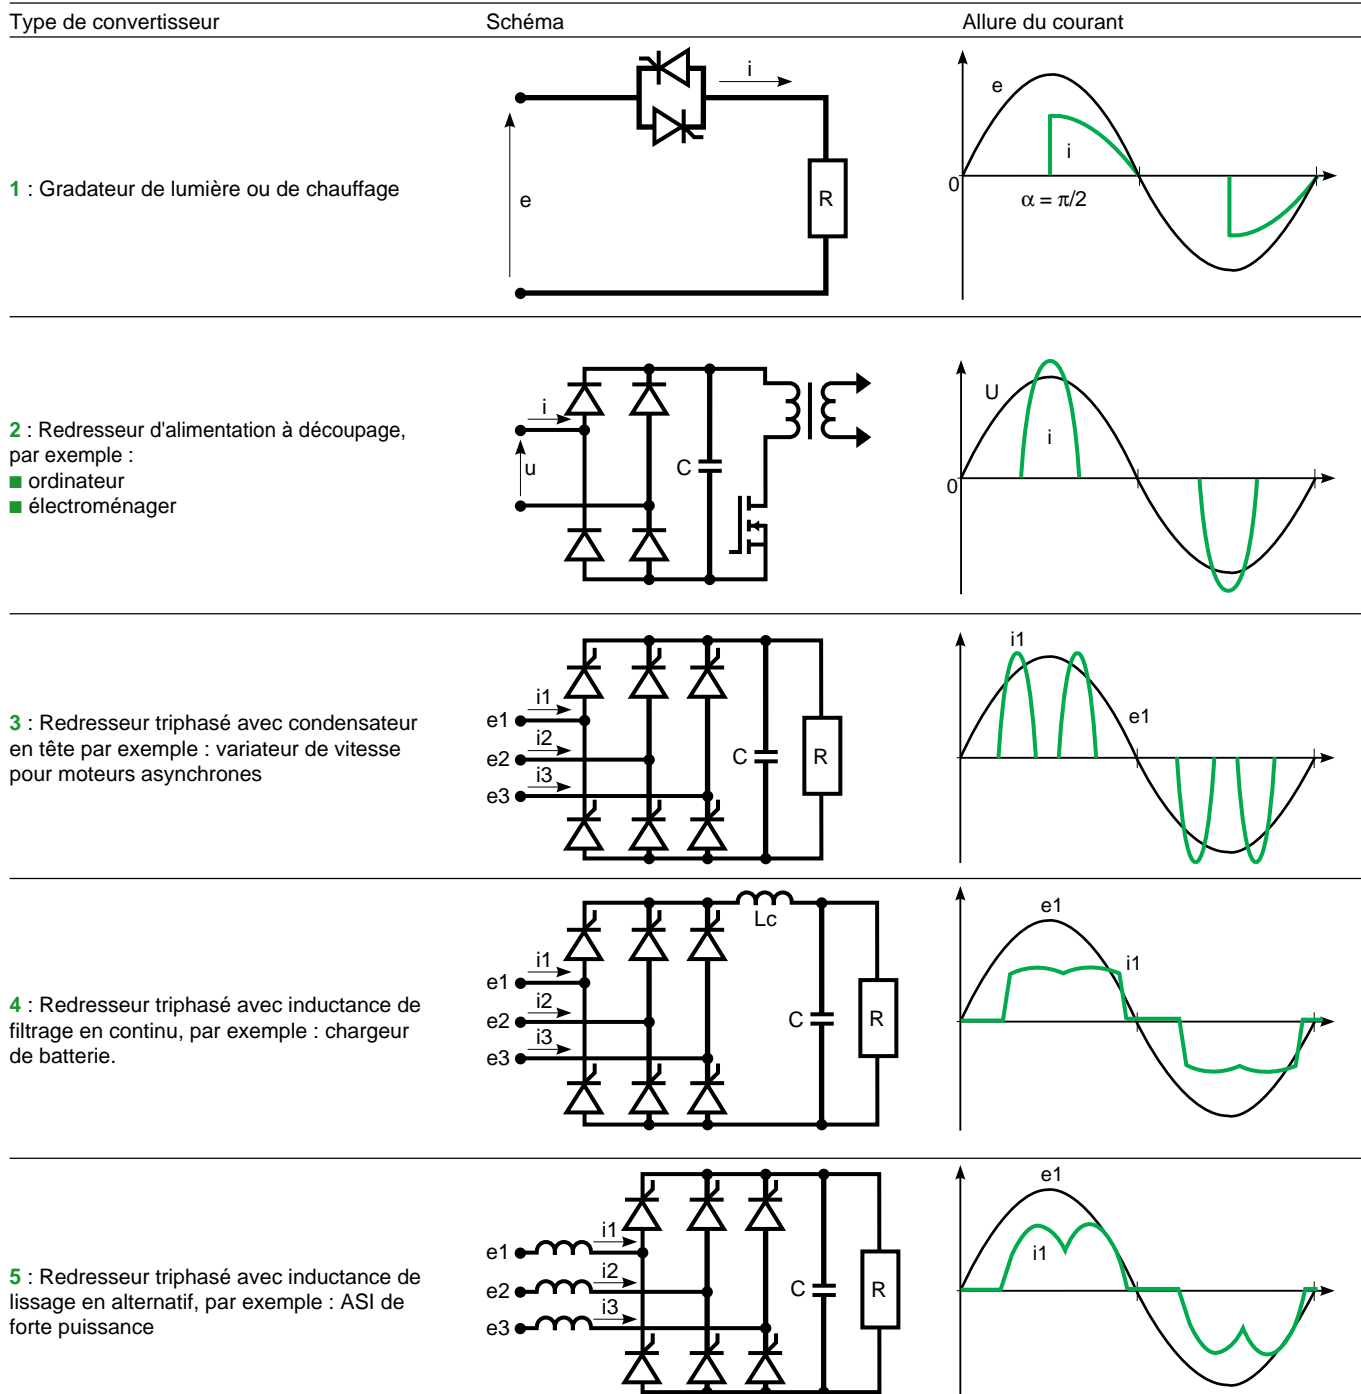 Type de convertisseur
Schéma
Allure du courant
1 : Gradateur de lumière ou de chauffage
i
e
R
e
i
0
α = π/2
2 : Redresseur d'alimentation à découpage,
par exemple :
■ ordinateur
■ électroménager
i
u
C
U
i
0
3 : Redresseur triphasé avec condensateur
en tête par exemple : variateur de vitesse
pour moteurs asynchrones
i1
e1
i2
e2
i3
e3
C
R
i1
e1
4 : Redresseur triphasé avec inductance de
filtrage en continu, par exemple : chargeur
de batterie.
Lc
i1
e1
i2
e2
i3
e3
C
R
e1
i1
5 : Redresseur triphasé avec inductance de
lissage en alternatif, par exemple : ASI de
forte puissance
i1
e1
i2
e2
i3
e3
C
R
e1
i1